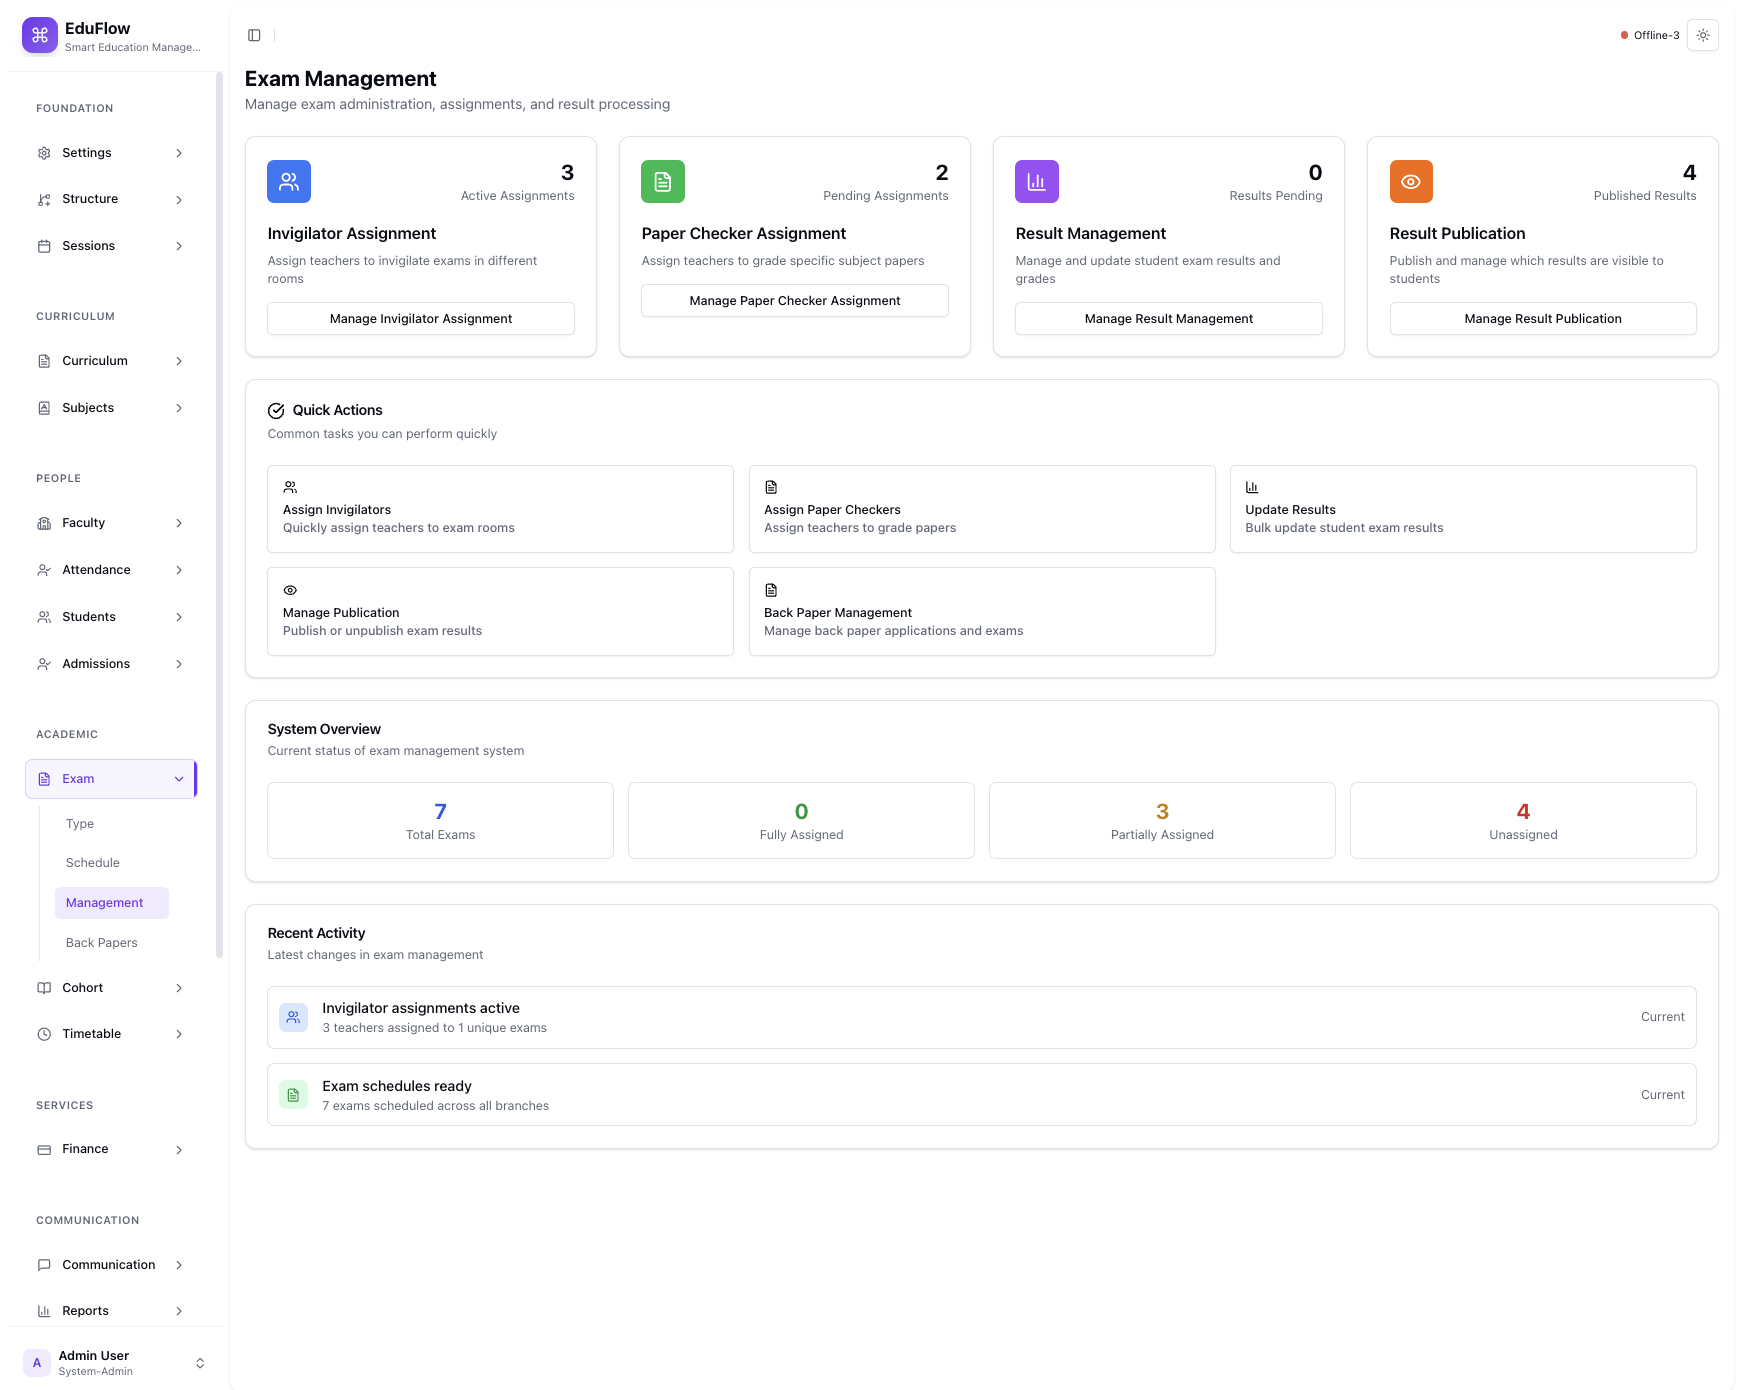 EduFlow
Smart Education Manage...
FOUNDATION
Settings
Structure
Sessions
CURRICULUM
Curriculum
Subjects
PEOPLE
Faculty
Attendance
Students
Admissions
ACADEMIC
Exam
Type
Schedule
Management
Back Papers
Cohort
Timetable
SERVICES
Finance
COMMUNICATION
Communication
Reports
A
Admin User
System-Admin
Offline-3
Exam Management
Manage exam administration, assignments, and result processing
3
Active Assignments
Invigilator Assignment
Assign teachers to invigilate exams in different
rooms
Manage Invigilator Assignment
2
Pending Assignments
Paper Checker Assignment
Assign teachers to grade specific subject papers
Manage Paper Checker Assignment
0
Results Pending
Result Management
Manage and update student exam results and
grades
Manage Result Management
4
Published Results
Result Publication
Publish and manage which results are visible to
students
Manage Result Publication
Quick Actions
Common tasks you can perform quickly
Assign Invigilators
Quickly assign teachers to exam rooms
Assign Paper Checkers
Assign teachers to grade papers
Update Results
Bulk update student exam results
Manage Publication
Publish or unpublish exam results
Back Paper Management
Manage back paper applications and exams
System Overview
Current status of exam management system
7
Total Exams
0
Fully Assigned
3
Partially Assigned
4
Unassigned
Recent Activity
Latest changes in exam management
Invigilator assignments active
3 teachers assigned to 1 unique exams
Current
Exam schedules ready
7 exams scheduled across all branches
Current